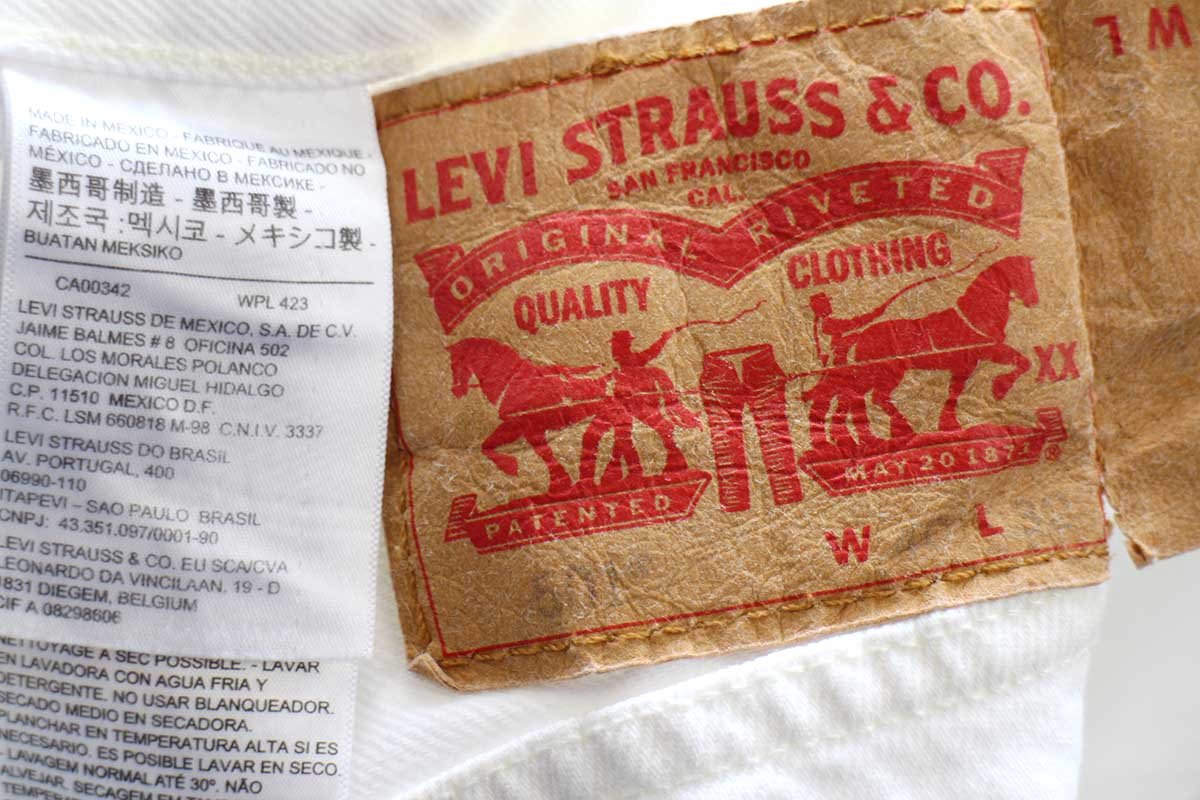 MADE IN MEXICO - FABRIQUE AU MEXIQUE -
FABRICADO EN MEXICO - FABRICADO NO
MÉXICO - СДЕЛАНО В МЕКСИКЕ -
墨西哥制造 - 墨西哥製 -
제조국 :멕시코 - メキシコ製 -
BUATAN MEKSIKO
CA00342 WPL 423
LEVI STRAUSS DE MEXICO, S.A. DE C.V.
JAIME BALMES # 8 OFICINA 502
COL. LOS MORALES POLANCO
DELEGACION MIGUEL HIDALGO
C.P. 11510 MEXICO D.F.
R.F.C. LSM 660818 M-98 C.N.I.V. 3337
LEVI STRAUSS DO BRASIL
AV. PORTUGAL, 400
06990-110
ITAPEVI – SAO PAULO BRASIL
CNPJ: 43.351.097/0001-90
LEVI STRAUSS & CO. EU SCA/CVA
LEONARDO DA VINCILAAN, 19 - D
1831 DIEGEM, BELGIUM
CIF A 08298606
NETTOYAGE A SEC POSSIBLE. - LAVAR
EN LAVADORA CON AGUA FRIA Y
DETERGENTE. NO USAR BLANQUEADOR.
SECADO MEDIO EN SECADORA.
PLANCHAR EN TEMPERATURA ALTA SI ES
NECESARIO. ES POSIBLE LAVAR EN SECO.
- LAVAGEM NORMAL ATÉ 30º. NÃO
ALVEJAR. SECAGEM EM
LEVI STRAUSS & CO.
SAN FRANCISCO
CAL.
ORIGINAL RIVETED
QUALITY CLOTHING
XX
PATENTED MAY 20 1873
®
W L
W L